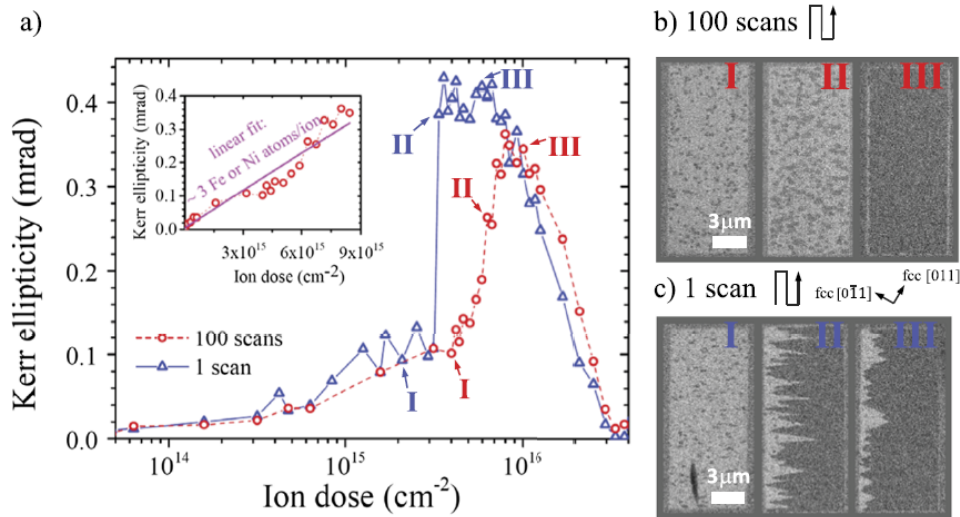 a)
Kerr ellipticity (mrad)
0.4
0.3
0.2
0.1
0.0
10^14
10^15
10^16
Ion dose (cm^-2)
Kerr ellipticity (mrad)
0.4
0.3
0.2
0.1
0.0
3x10^15
6x10^15
9x10^15
Ion dose (cm^-2)
linear fit:
~ 3 Fe or Ni atoms/ion
100 scans
1 scan
I
II
III
I
II
III
b) 100 scans
I
II
III
3µm
c) 1 scan
fcc [01̄1]
fcc [011]
I
II
III
3µm